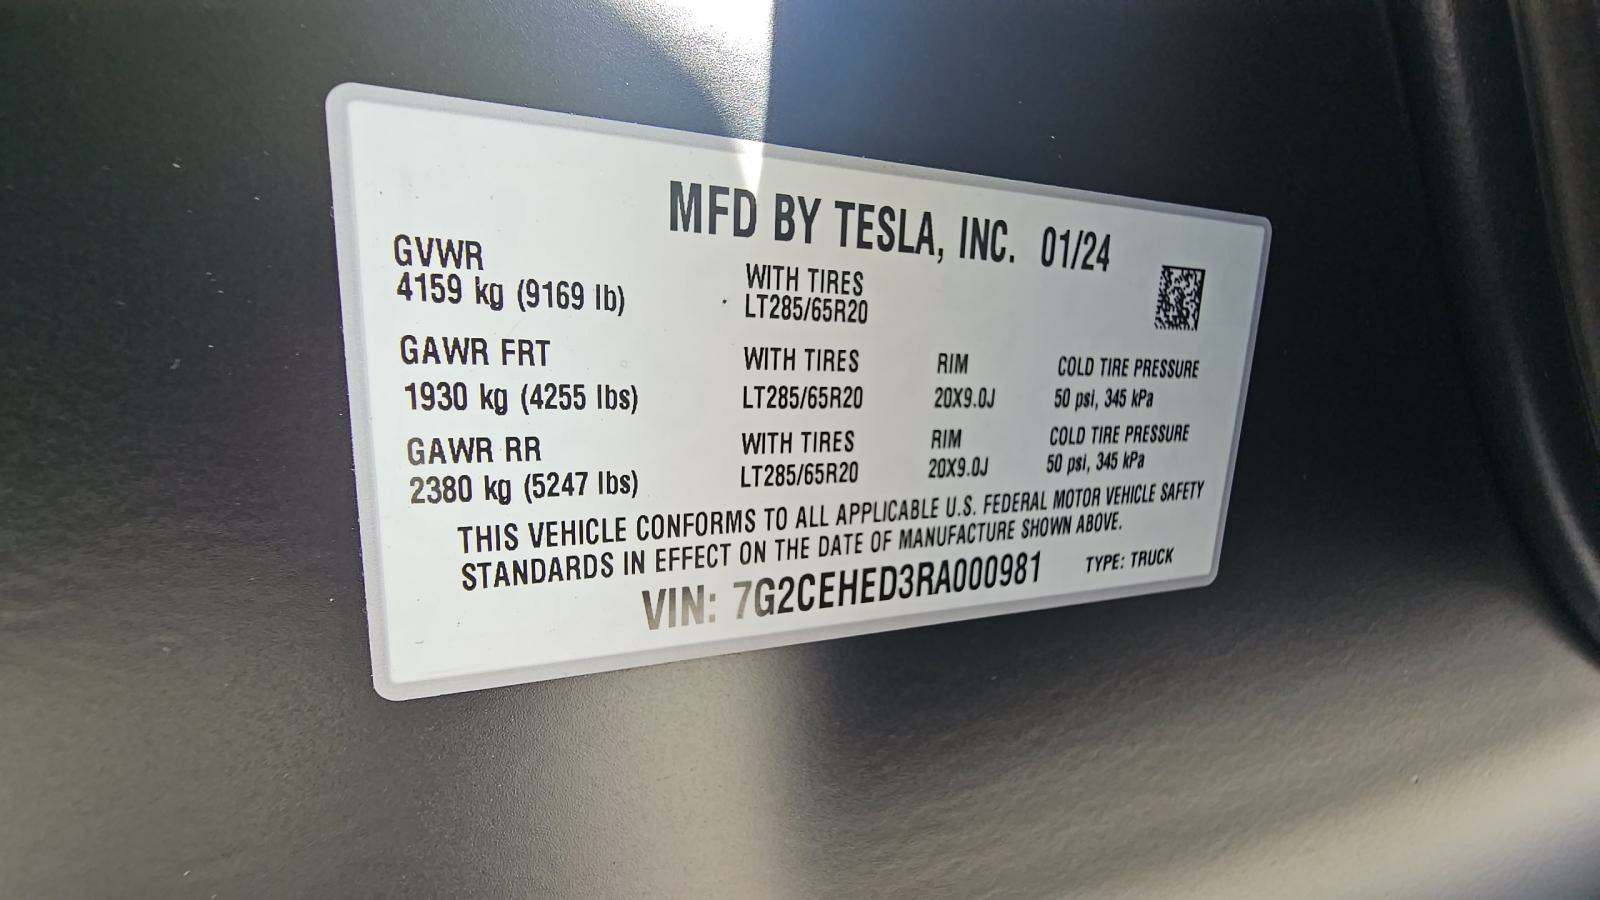 MFD BY TESLA, INC. 01/24
GVWR
4159 kg (9169 lb)
WITH TIRES
LT285/65R20
GAWR FRT
1930 kg (4255 lbs)
WITH TIRES
LT285/65R20
RIM
20X9.0J
COLD TIRE PRESSURE
50 psi, 345 kPa
GAWR RR
2380 kg (5247 lbs)
WITH TIRES
LT285/65R20
RIM
20X9.0J
COLD TIRE PRESSURE
50 psi, 345 kPa
THIS VEHICLE CONFORMS TO ALL APPLICABLE U.S. FEDERAL MOTOR VEHICLE SAFETY
STANDARDS IN EFFECT ON THE DATE OF MANUFACTURE SHOWN ABOVE.
VIN: 7G2CEHED3RA000981
TYPE: TRUCK